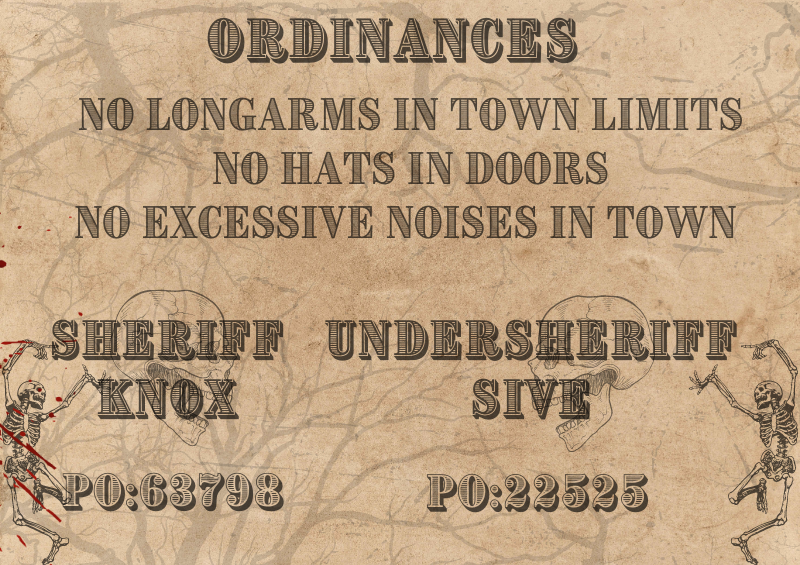 ORDINANCES
NO LONGARMS IN TOWN LIMITS
NO HATS IN DOORS
NO EXCESSIVE NOISES IN TOWN
SHERIFF
KNOX
PO:63798
UNDERSHERIFF
SIVE
PO:22525